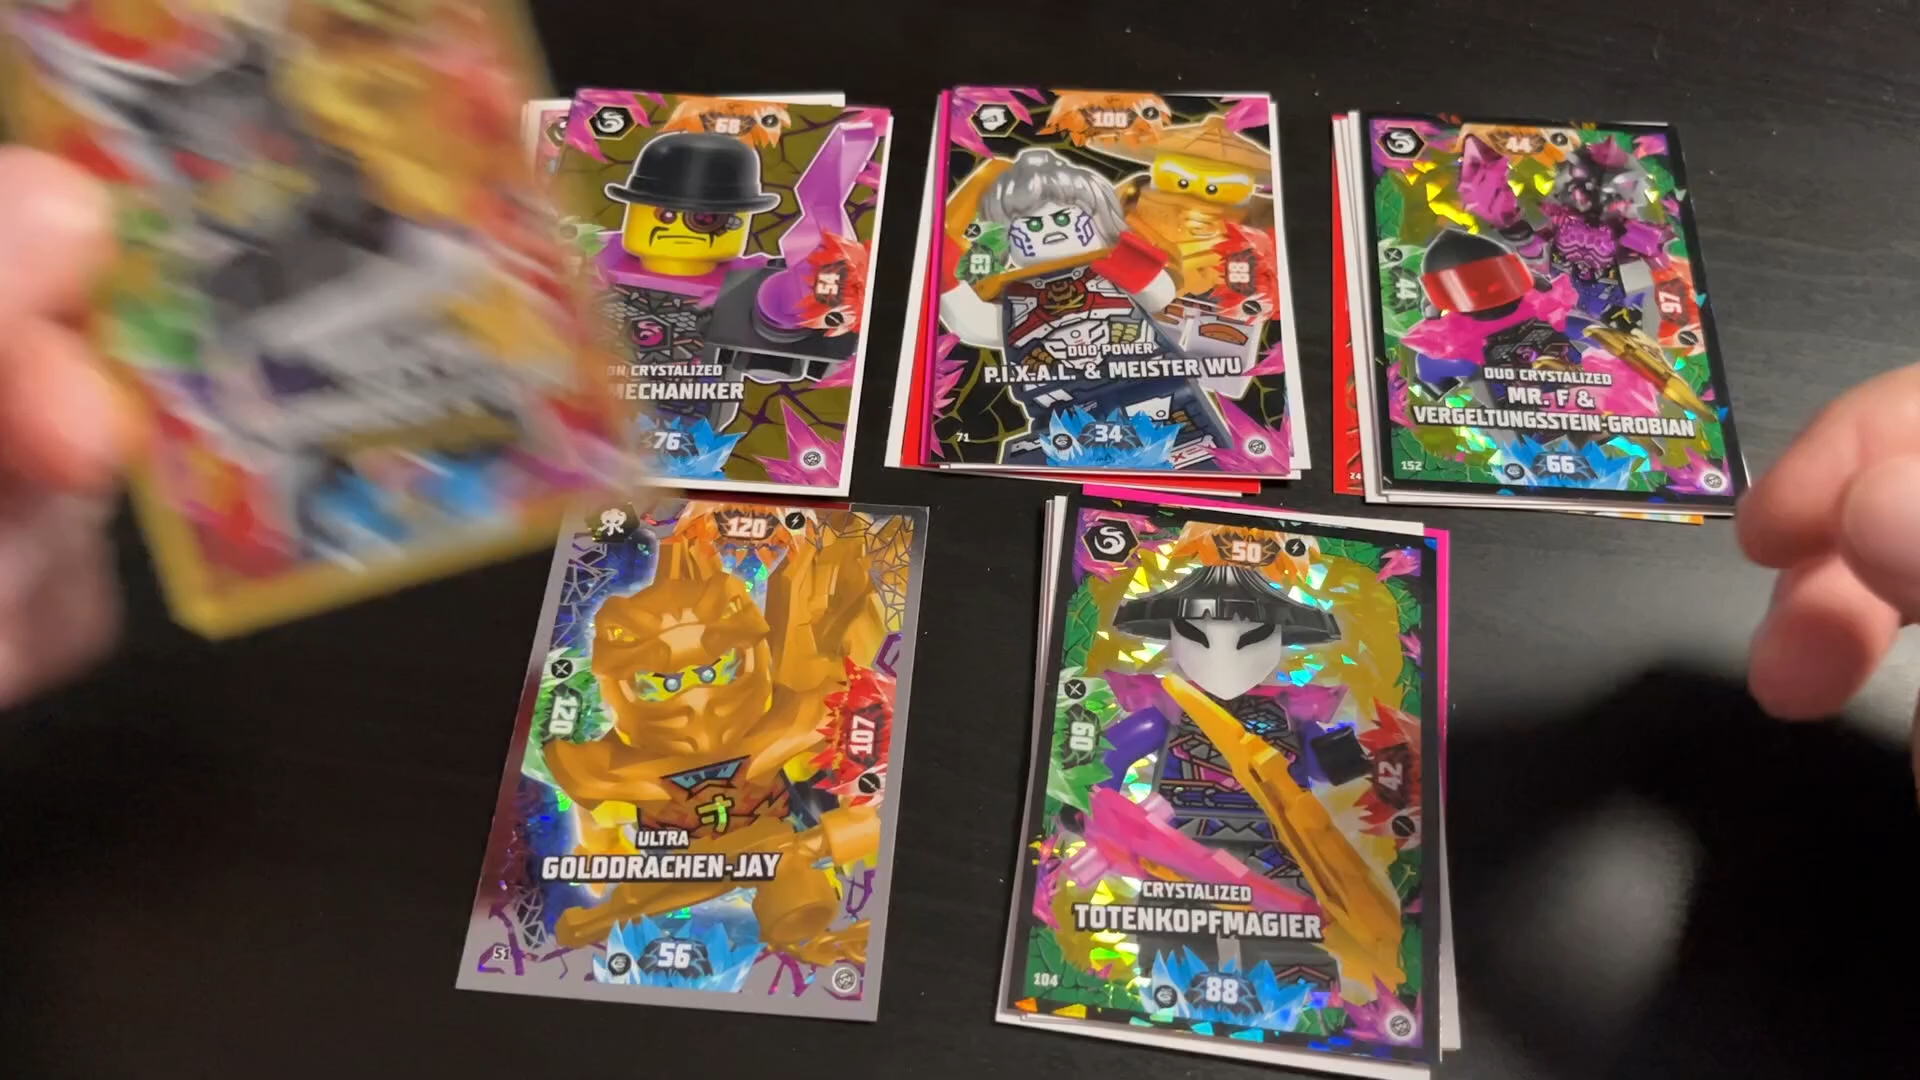 68
54
ON CRYSTALIZED
MECHANIKER
76
100
63
88
DUO POWER
P.I.X.A.L. & MEISTER WU
71
34
44
44
97
DUO CRYSTALIZED
MR. F &
VERGELTUNGSSTEIN-GROBIAN
152
66
24
120
120
107
ULTRA
GOLDDRACHEN-JAY
51
56
50
60
42
CRYSTALIZED
TOTENKOPFMAGIER
104
88